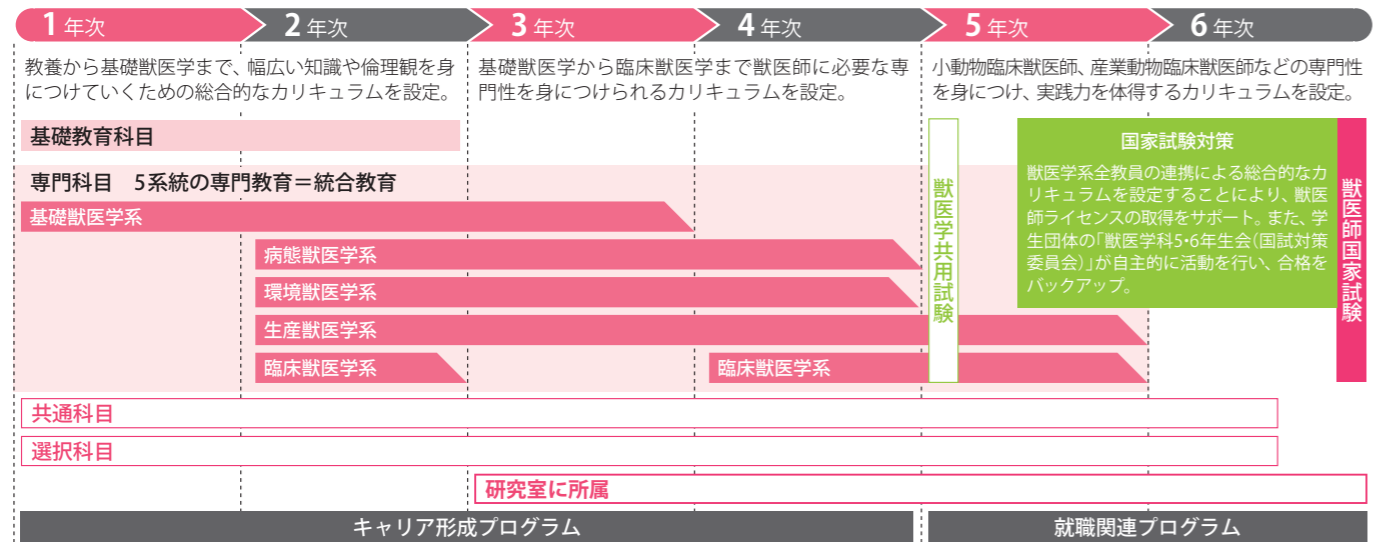 1 年次
2 年次
3 年次
4 年次
5 年次
6 年次
教養から基礎獣医学まで、幅広い知識や倫理観を身
につけていくための総合的なカリキュラムを設定。
基礎獣医学から臨床獣医学まで獣医師に必要な専
門性を身につけられるカリキュラムを設定。
小動物臨床獣医師、産業動物臨床獣医師などの専門性
を身につけ、実践力を体得するカリキュラムを設定。
基礎教育科目
専門科目 5系統の専門教育＝統合教育
基礎獣医学系
病態獣医学系
環境獣医学系
生産獣医学系
臨床獣医学系
臨床獣医学系
獣医学共用試験
国家試験対策
獣医学系全教員の連携による総合的なカ
リキュラムを設定することにより、獣医
師ライセンスの取得をサポート。また、学
生団体の「獣医学科5・6年生会(国試対策
委員会)」が自主的に活動を行い、合格を
バックアップ。
獣医師国家試験
共通科目
選択科目
研究室に所属
キャリア形成プログラム
就職関連プログラム